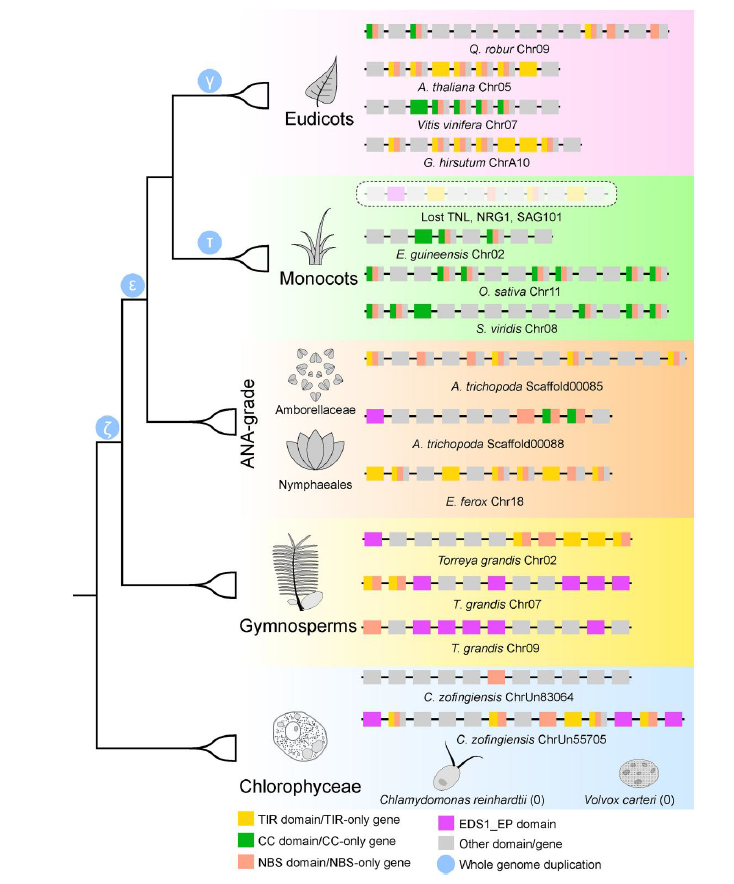 Q. robur Chr09
γ
A. thaliana Chr05
Eudicots
Vitis vinifera Chr07
G. hirsutum ChrA10
Lost TNL, NRG1, SAG101
τ
E. guineensis Chr02
Monocots
O. sativa Chr11
ε
S. viridis Chr08
ANA-grade
A. trichopoda Scaffold00085
Amborellaceae
ζ
A. trichopoda Scaffold00088
Nymphaeales
E. ferox Chr18
Torreya grandis Chr02
T. grandis Chr07
Gymnosperms
T. grandis Chr09
C. zofingiensis ChrUn83064
C. zofingiensis ChrUn55705
Chlorophyceae
Chlamydomonas reinhardtii (0)
Volvox carteri (0)
TIR domain/TIR-only gene
CC domain/CC-only gene
NBS domain/NBS-only gene
EDS1_EP domain
Other domain/gene
Whole genome duplication